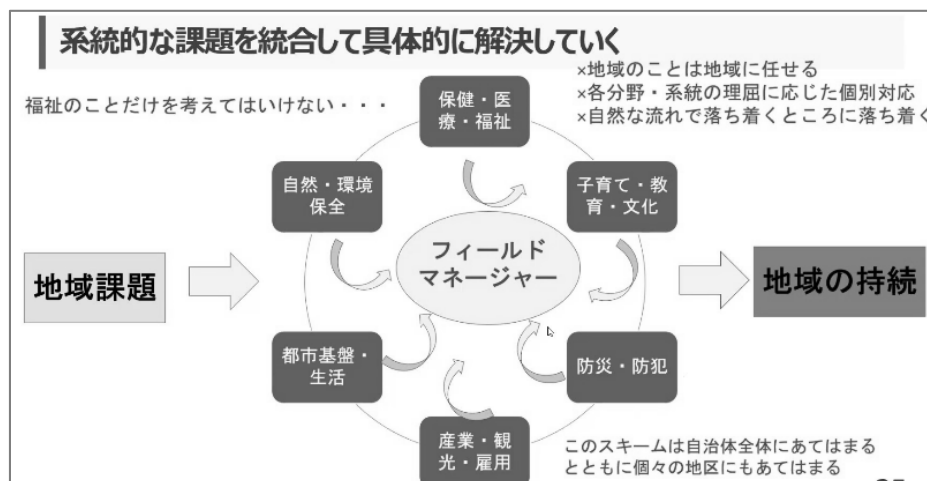 系統的な課題を統合して具体的に解決していく
福祉のことだけを考えてはいけない・・・
×地域のことは地域に任せる
×各分野・系統の理屈に応じた個別対応
×自然な流れで落ち着くところに落ち着く
保健・医
療・福祉
自然・環境
保全
子育て・教
育・文化
フィールド
マネージャー
地域課題
地域の持続
都市基盤・
生活
防災・防犯
産業・観
光・雇用
このスキームは自治体全体にあてはまる
とともに個々の地区にもあてはまる